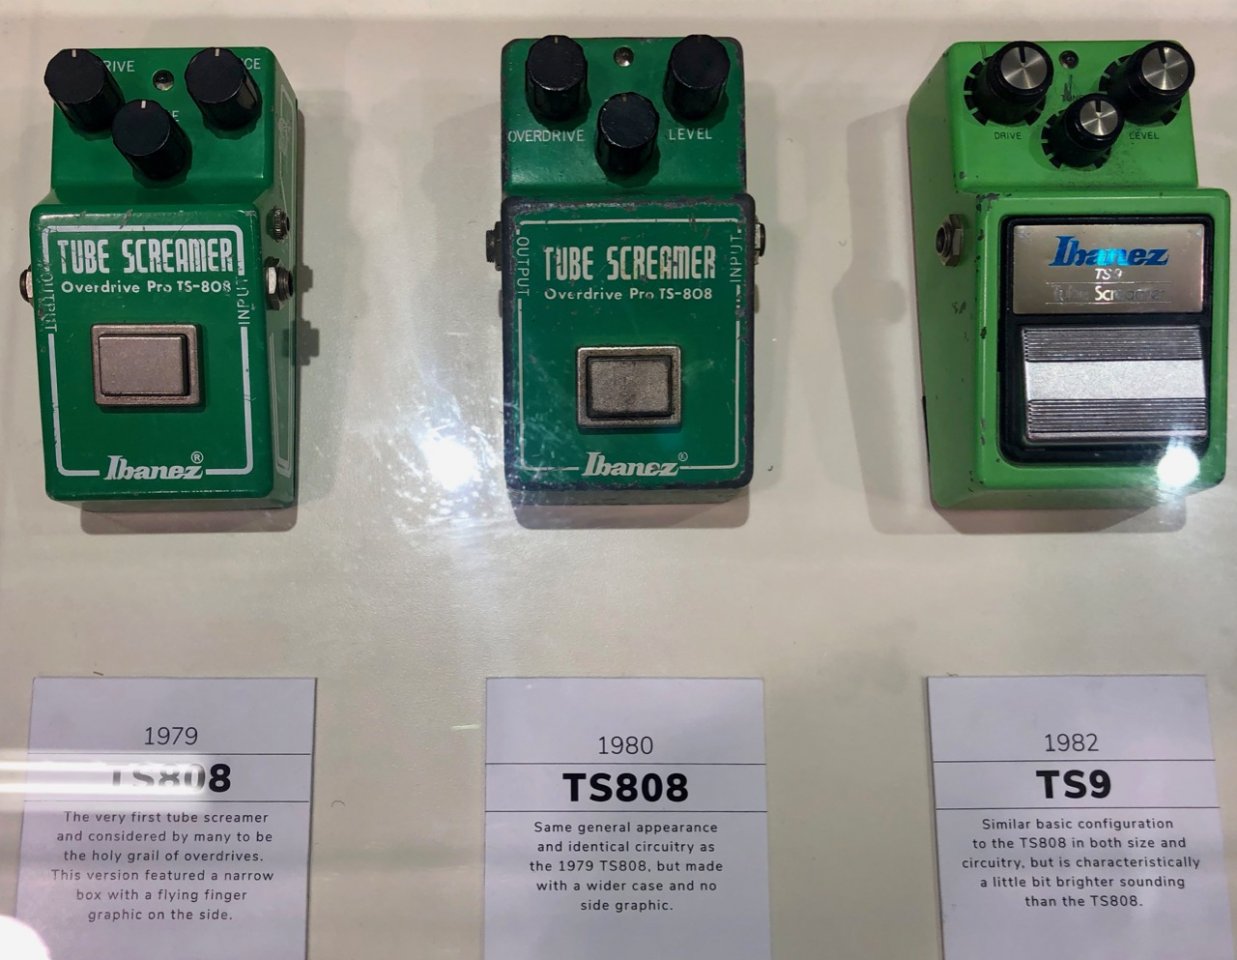 RIVE
CE
E
TUBE SCREAMER
Overdrive Pro TS-808
OUTPUT
INPUT
Ibanez®
OVERDRIVE
LEVEL
OUTPUT
INPUT
TUBE SCREAMER
Overdrive Pro TS-808
Ibanez®
DRIVE
LEVEL
Ibanez
TS9
Tube Screamer
1979
TS808
The very first tube screamer
and considered by many to be
the holy grail of overdrives.
This version featured a narrow
box with a flying finger
graphic on the side.
1980
TS808
Same general appearance
and identical circuitry as
the 1979 TS808, but made
with a wider case and no
side graphic.
1982
TS9
Similar basic configuration
to the TS808 in both size and
circuitry, but is characteristically
a little bit brighter sounding
than the TS808.